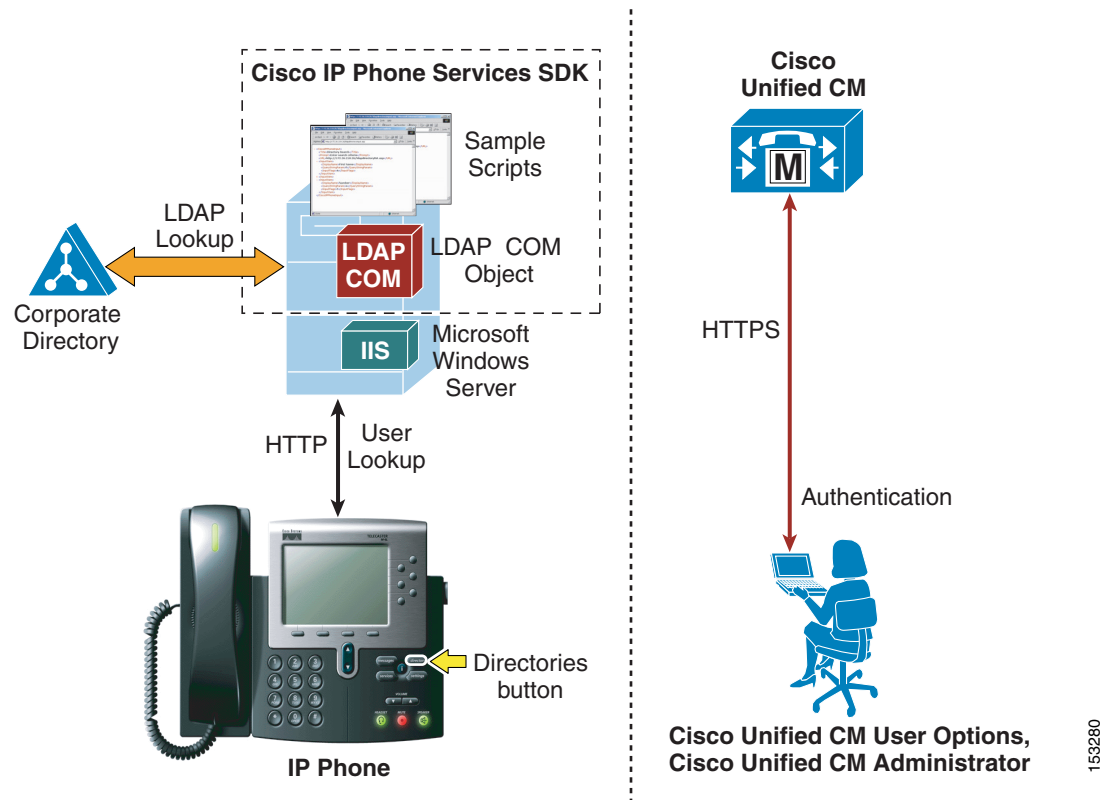 Cisco IP Phone Services SDK
Sample
Scripts
LDAP
Lookup
LDAP
COM
LDAP COM
Object
Corporate
Directory
IIS
Microsoft
Windows
Server
HTTP
User
Lookup
Directories
button
IP Phone
Cisco
Unified CM
M
HTTPS
Authentication
Cisco Unified CM User Options,
Cisco Unified CM Administrator
153280